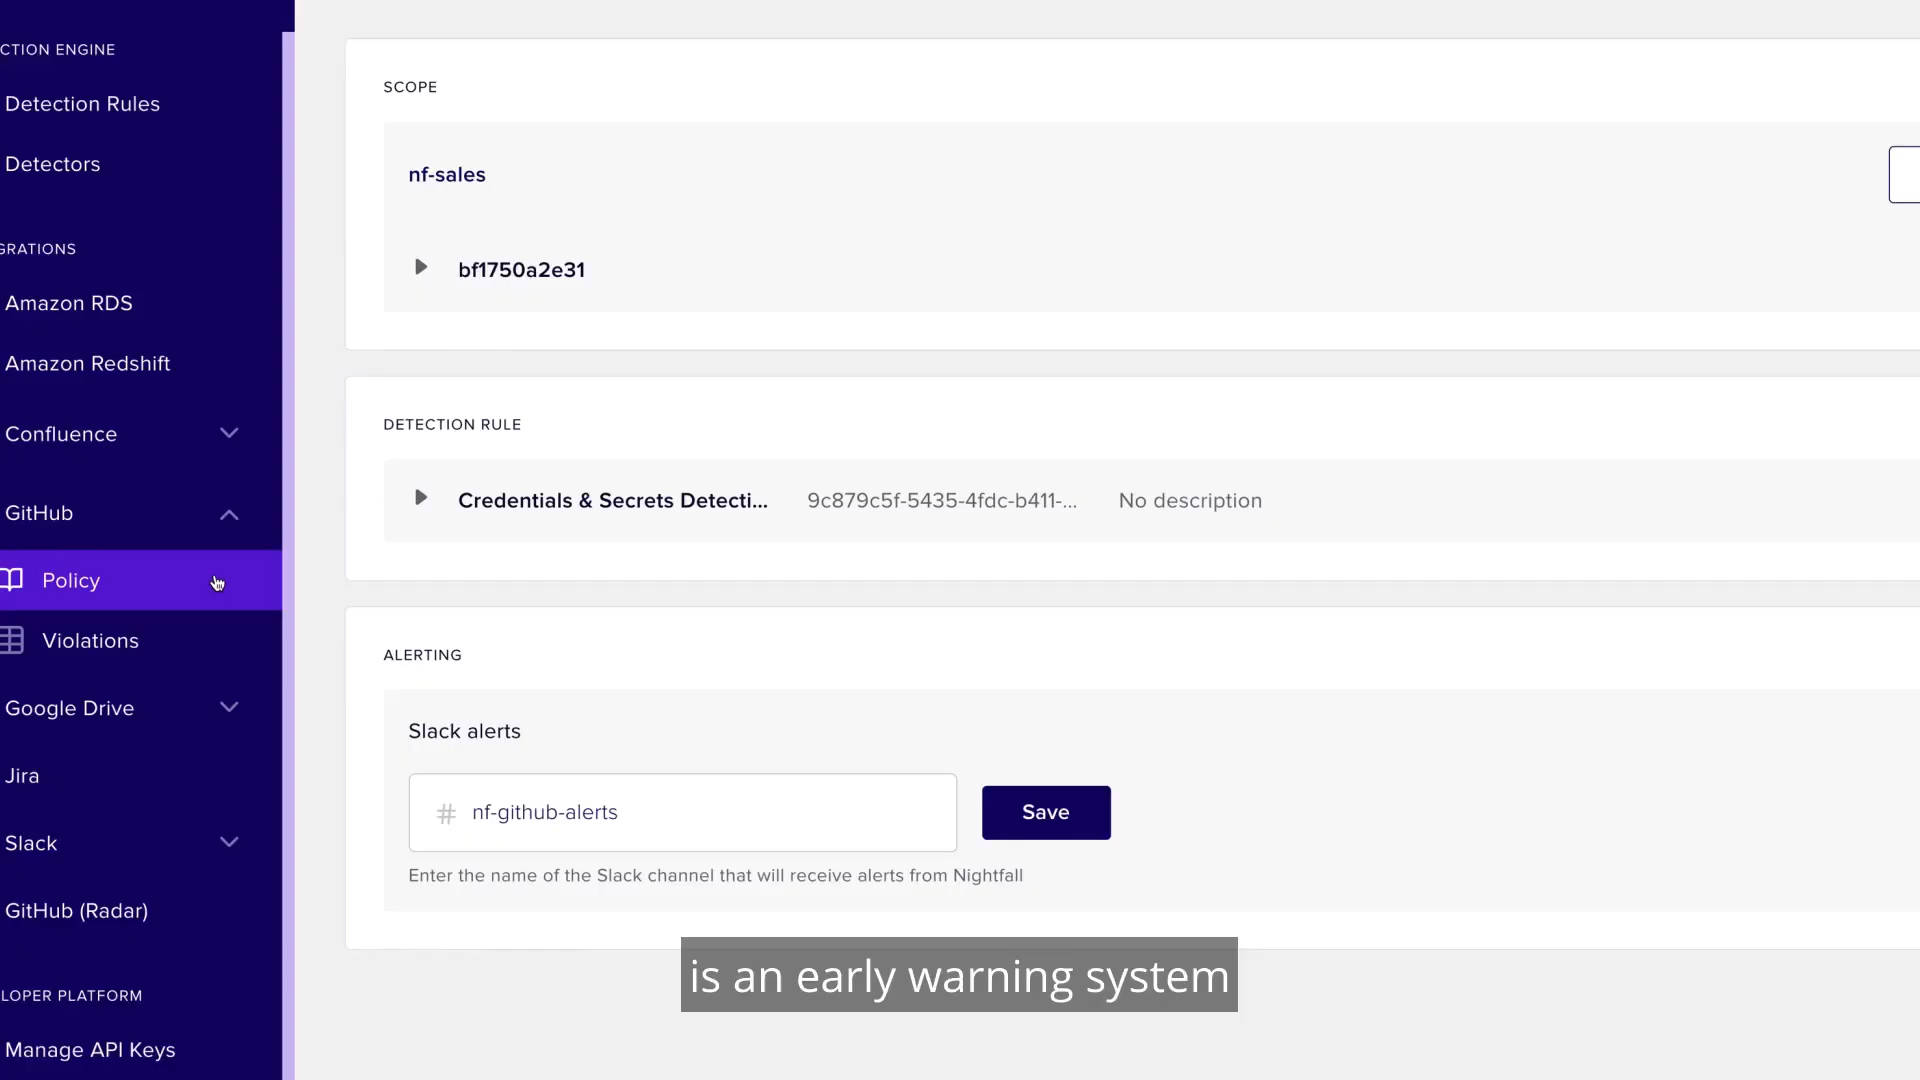 CTION ENGINE
Detection Rules
Detectors
GRATIONS
Amazon RDS
Amazon Redshift
Confluence
GitHub
Policy
Violations
Google Drive
Jira
Slack
GitHub (Radar)
LOPER PLATFORM
Manage API Keys
SCOPE
nf-sales
bf1750a2e31
DETECTION RULE
Credentials & Secrets Detecti... 9c879c5f-5435-4fdc-b411-... No description
ALERTING
Slack alerts
# nf-github-alerts
Save
Enter the name of the Slack channel that will receive alerts from Nightfall
is an early warning system